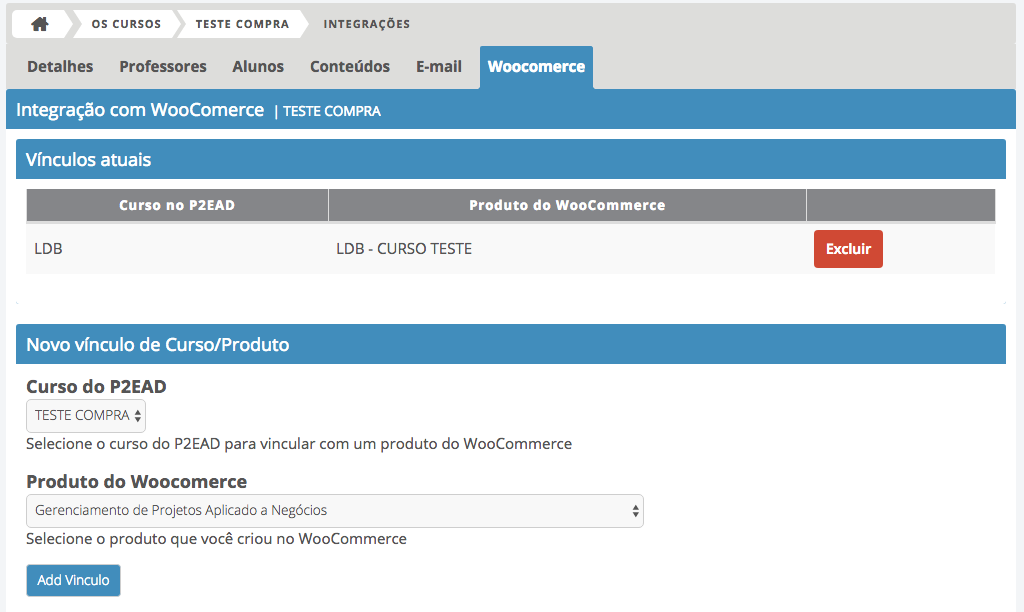 OS CURSOS TESTE COMPRA INTEGRAÇÕES
Detalhes Professores Alunos Conteúdos E-mail Woocomerce
Integração com WooComerce | TESTE COMPRA
Vínculos atuais
Curso no P2EAD Produto do WooCommerce
LDB LDB - CURSO TESTE Excluir
Novo vínculo de Curso/Produto
Curso do P2EAD
TESTE COMPRA
Selecione o curso do P2EAD para vincular com um produto do WooCommerce
Produto do Woocomerce
Gerenciamento de Projetos Aplicado a Negócios
Selecione o produto que você criou no WooCommerce
Add Vinculo